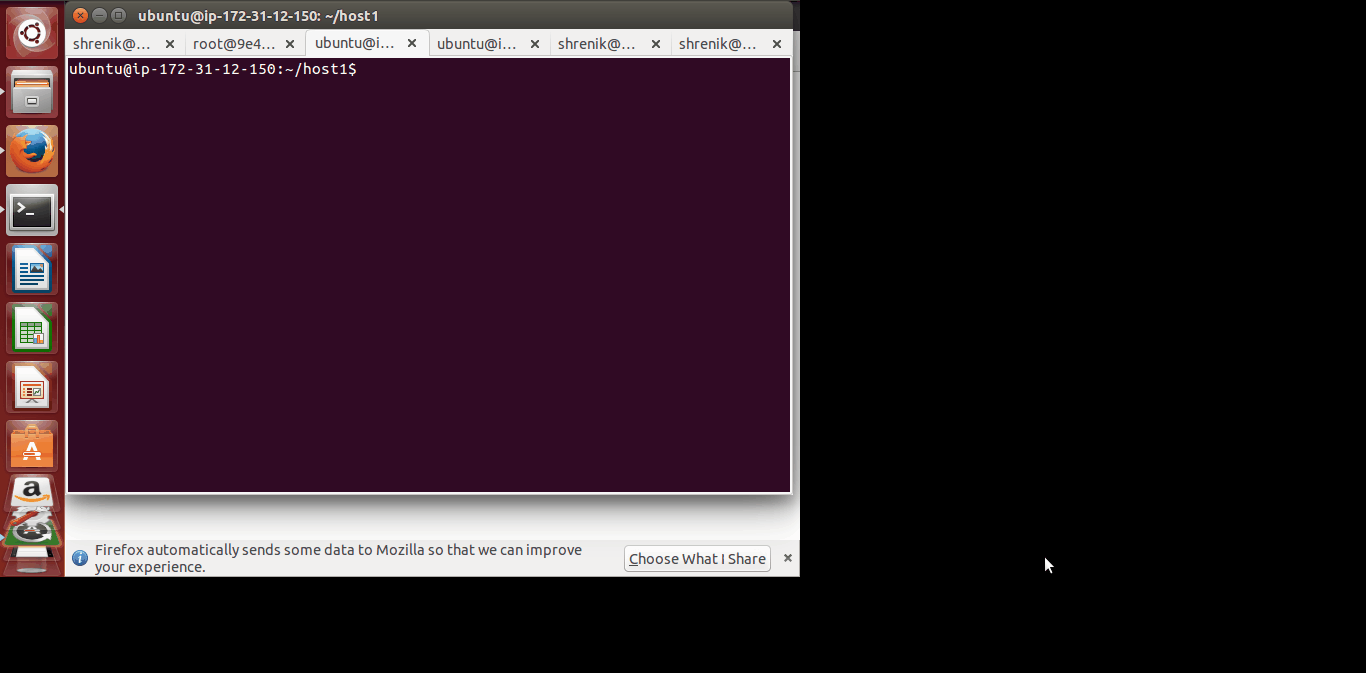 ubuntu@ip-172-31-12-150: ~/host1
shrenik@... root@9e4... ubuntu@i... ubuntu@i... shrenik@... shrenik@...
ubuntu@ip-172-31-12-150:~/host1$
Firefox automatically sends some data to Mozilla so that we can improve
your experience.
Choose What I Share